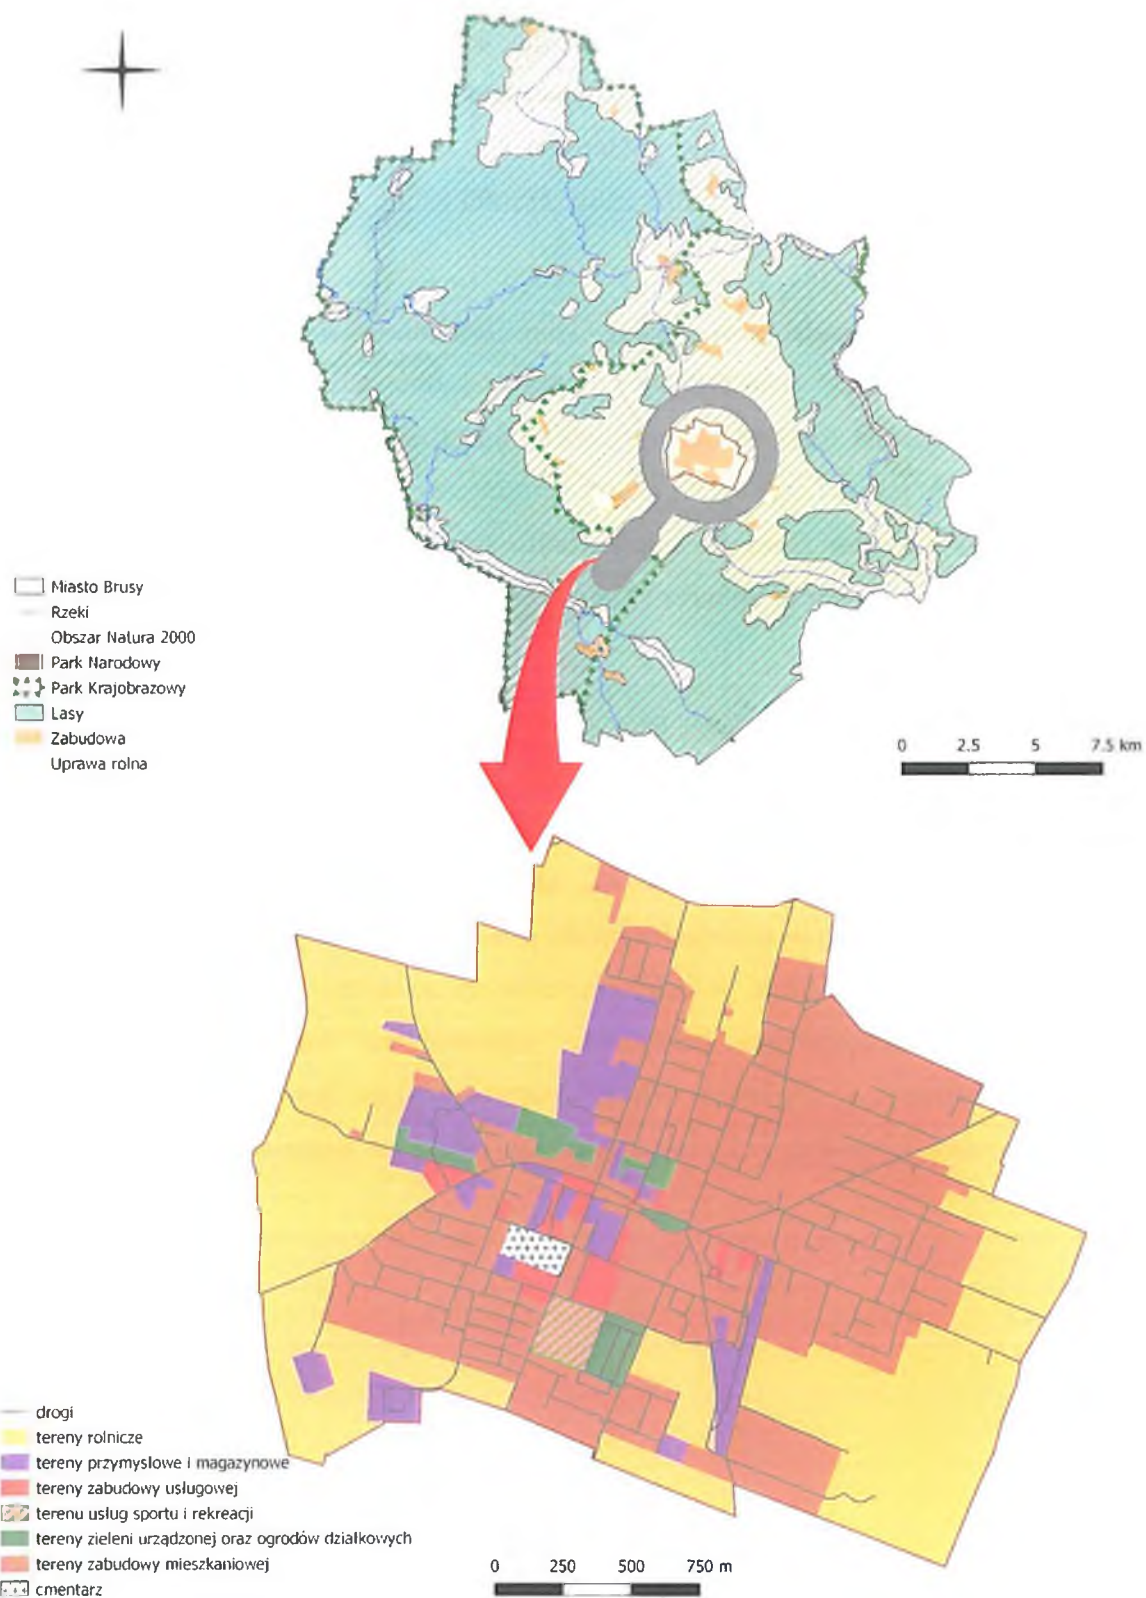 Miasto Brusy
Rzeki
Obszar Natura 2000
Park Narodowy
Park Krajobrazowy
Lasy
Zabudowa
Uprawa rolna
0 2.5 5 7.5 km
drogi
tereny rolnicze
tereny przymysłowe i magazynowe
tereny zabudowy usługowej
terenu usług sportu i rekreacji
tereny zieleni urządzonej oraz ogrodów działkowych
tereny zabudowy mieszkaniowej
cmentarz
0 250 500 750 m